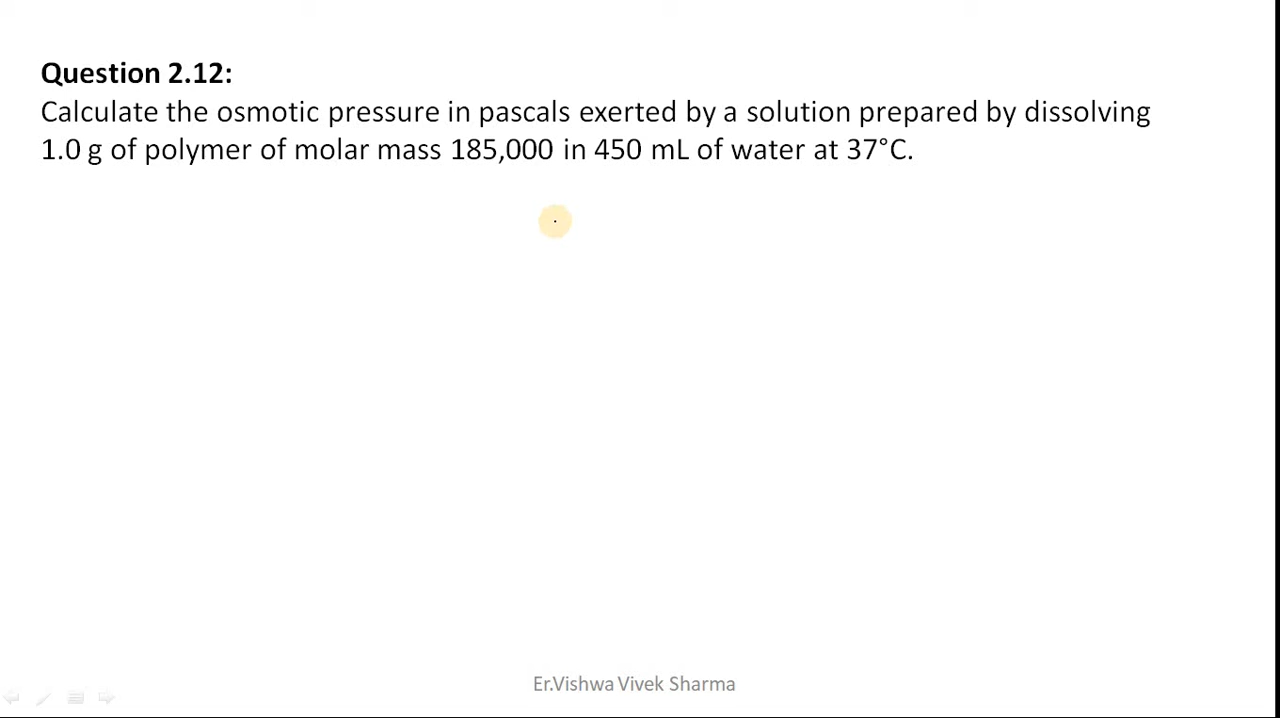 Question 2.12:
Calculate the osmotic pressure in pascals exerted by a solution prepared by dissolving
1.0 g of polymer of molar mass 185,000 in 450 mL of water at 37°C.
Er.Vishwa Vivek Sharma